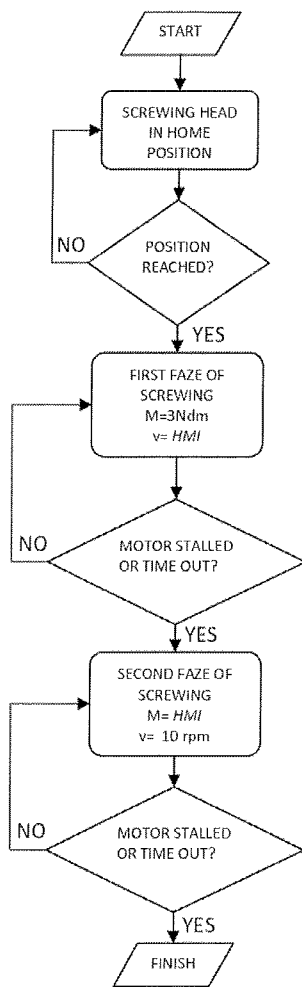 START
SCREWING HEAD
IN HOME
POSITION
NO
POSITION
REACHED?
YES
FIRST FAZE OF
SCREWING
M=3Ndm
v= HMI
NO
MOTOR STALLED
OR TIME OUT?
YES
SECOND FAZE OF
SCREWING
M= HMI
v= 10 rpm
NO
MOTOR STALLED
OR TIME OUT?
YES
FINISH